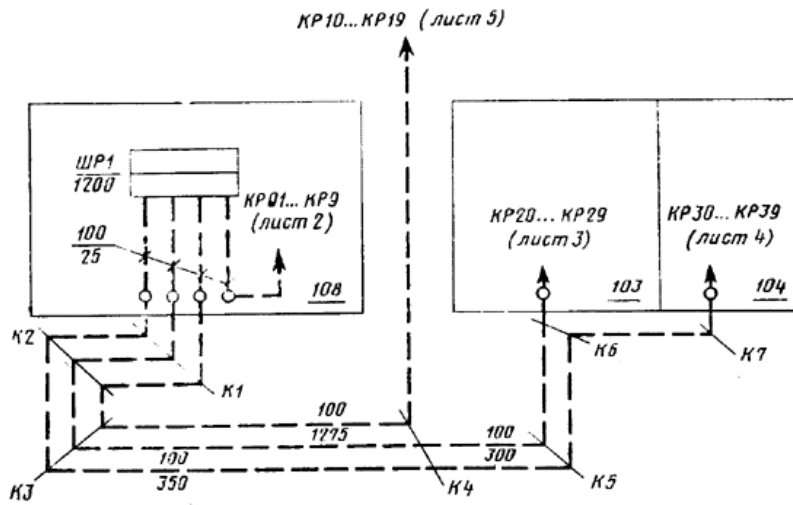 КР10...КР19 (лист 5)
ШР1
1200
КР01...КР9
(лист 2)
100
25
108
КР20...КР29
(лист 3)
КР30...КР39
(лист 4)
103
104
К2
К1
К6
К7
100
1275
100
300
100
350
К3
К4
К5